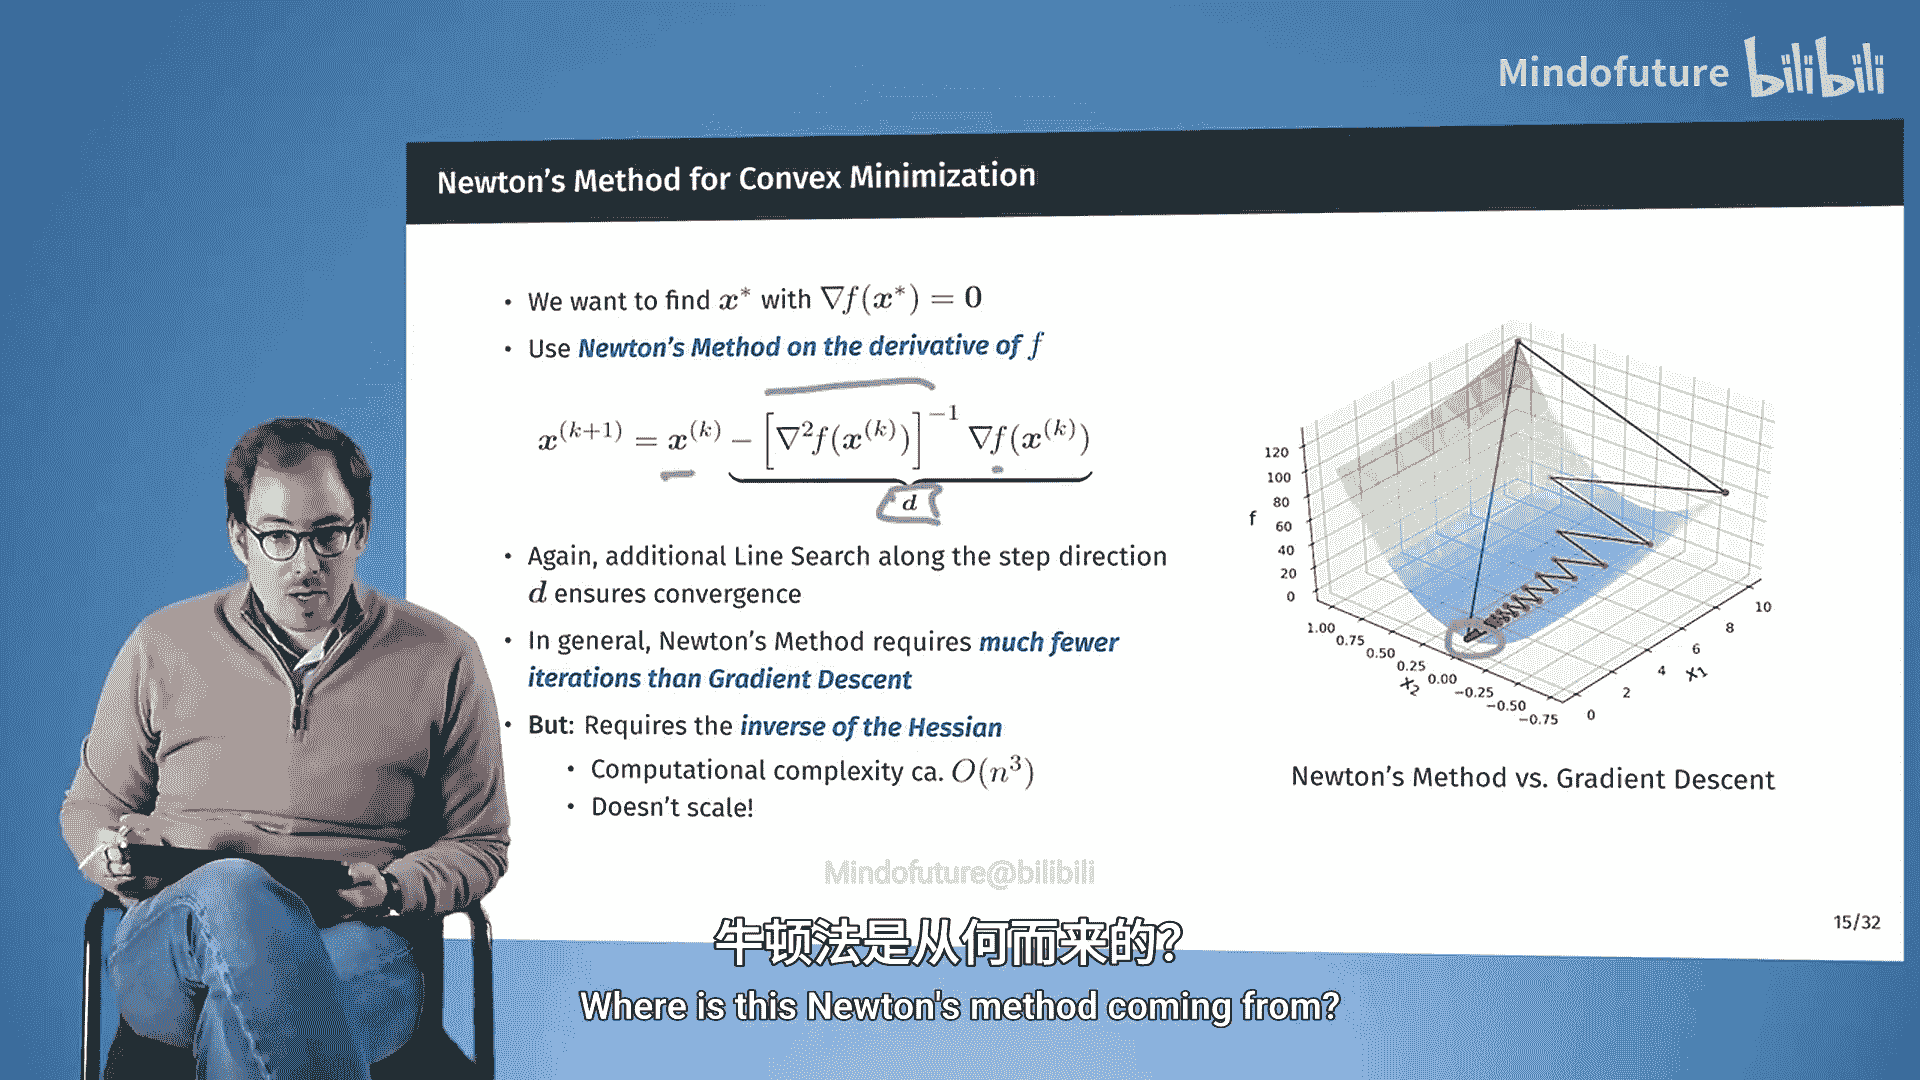 Mindofuture bilibili
Newton's Method for Convex Minimization
• We want to find x* with ∇f(x*) = 0
• Use Newton's Method on the derivative of f
x^(k+1) = x^(k) − [∇²f(x^(k))]^−1 ∇f(x^(k))
d
• Again, additional Line Search along the step direction
d ensures convergence
• In general, Newton's Method requires much fewer
iterations than Gradient Descent
• But: Requires the inverse of the Hessian
• Computational complexity ca. O(n³)
• Doesn't scale!
f
120
100
80
60
40
20
0
1.00
0.75
0.50
0.25
0.00
−0.25
−0.50
−0.75
X2
0
2
4
6
8
10
X1
Newton's Method vs. Gradient Descent
Mindofuture@bilibili
15/32
牛顿法是从何而来的?
Where is this Newton's method coming from?